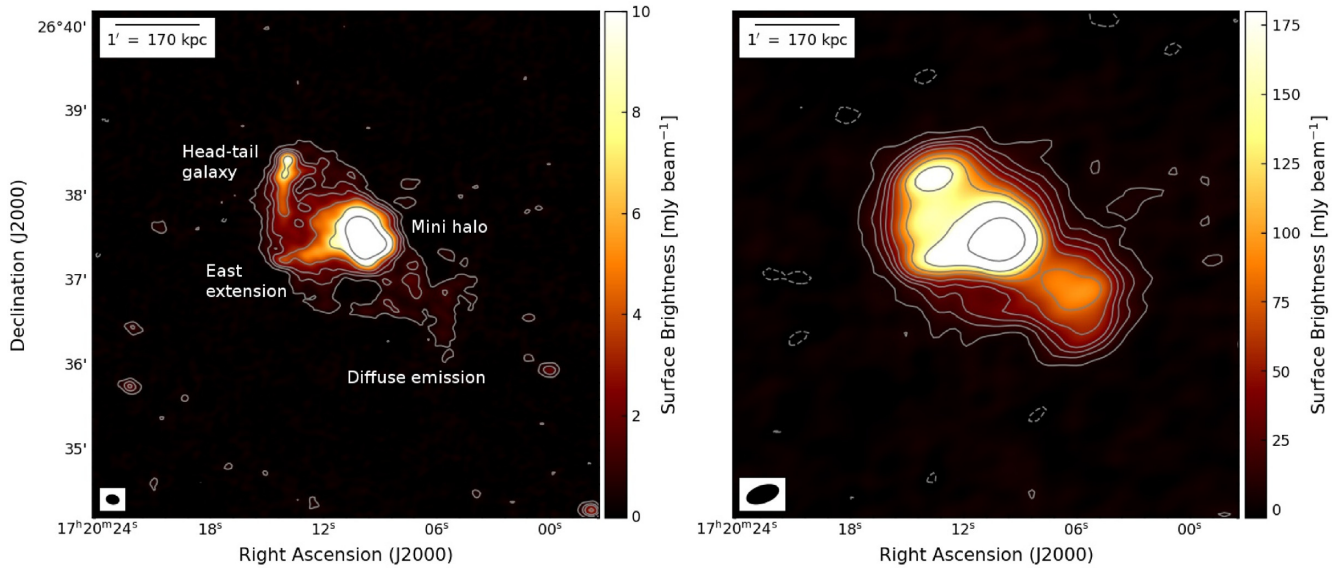 1′ = 170 kpc
26°40'
39'
38'
37'
36'
35'
Declination (J2000)
Head-tail
galaxy
Mini halo
East
extension
Diffuse emission
17ʰ20ᵐ24ˢ
18ˢ
12ˢ
06ˢ
00ˢ
Right Ascension (J2000)
10
8
6
4
2
0
Surface Brightness [mJy beam⁻¹]
1′ = 170 kpc
17ʰ20ᵐ24ˢ
18ˢ
12ˢ
06ˢ
00ˢ
Right Ascension (J2000)
175
150
125
100
75
50
25
0
Surface Brightness [mJy beam⁻¹]